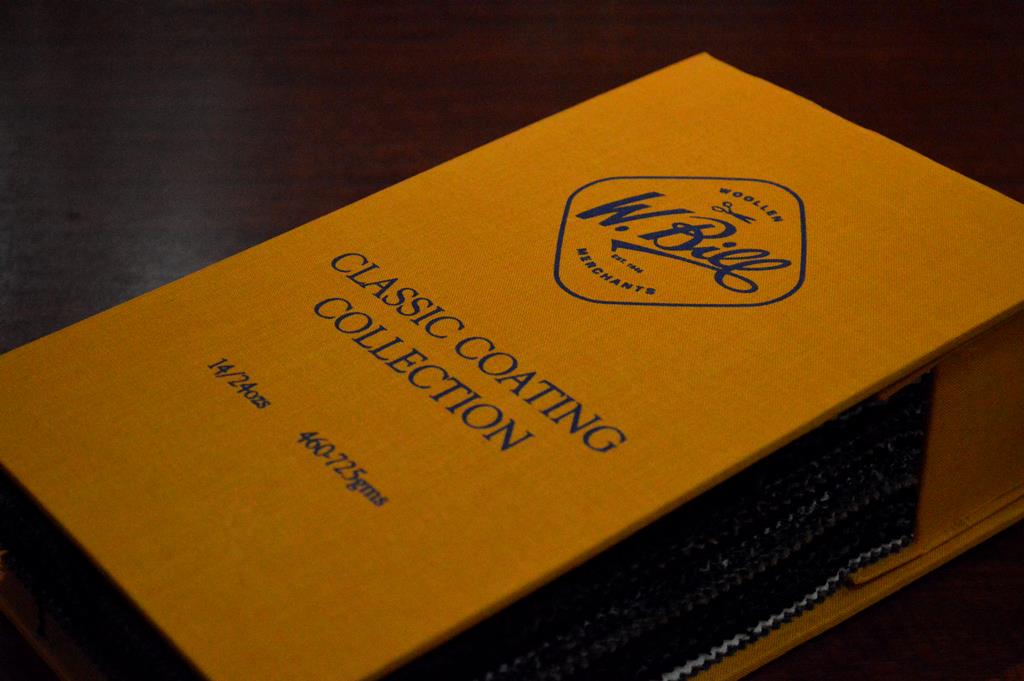 WOOLLEN
W. Bill
EST. 1846
MERCHANTS
CLASSIC COATING
COLLECTION
14/24ozs 460-725gms